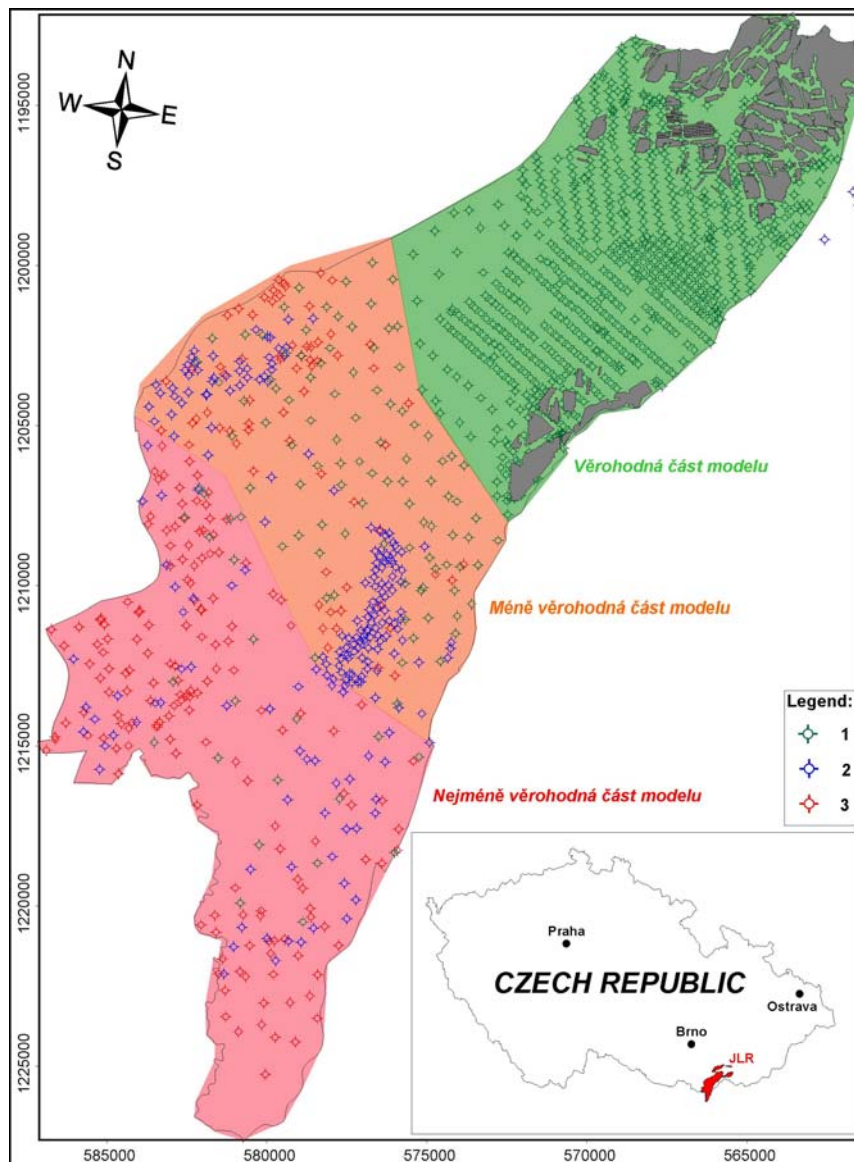 N
W
E
S
1195000
1200000
1205000
1210000
1215000
1220000
1225000
Věrohodná část modelu
Méně věrohodná část modelu
Nejméně věrohodná část modelu
Legend:
1
2
3
Praha
CZECH REPUBLIC
Ostrava
Brno
JLR
585000
580000
575000
570000
565000